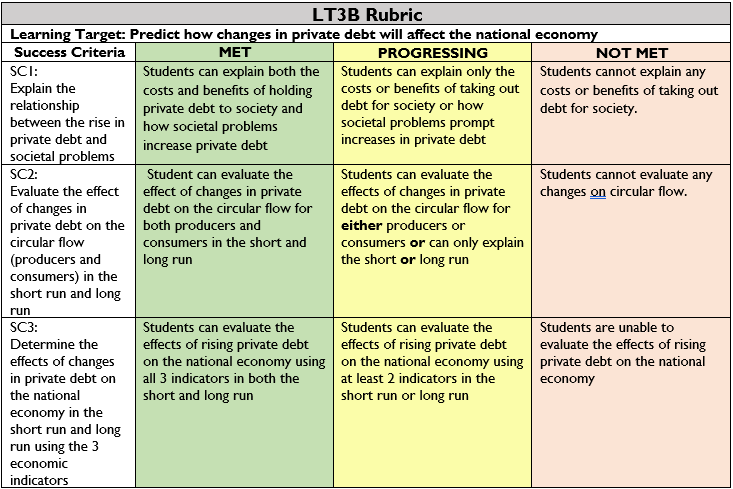 LT3B Rubric
Learning Target: Predict how changes in private debt will affect the national economy
Success Criteria
MET
PROGRESSING
NOT MET
SC1:
Explain the
relationship
between the rise in
private debt and
societal problems
Students can explain both the
costs and benefits of holding
private debt to society and
how societal problems
increase private debt
Students can explain only the
costs or benefits of taking out
debt for society or how
societal problems prompt
increases in private debt
Students cannot explain any
costs or benefits of taking out
debt for society.
SC2:
Evaluate the effect
of changes in
private debt on the
circular flow
(producers and
consumers) in the
short run and long
run
Student can evaluate the
effect of changes in private
debt on the circular flow for
both producers and
consumers in the short and
long run
Students can evaluate the
effects of changes in private
debt on the circular flow for
either producers or
consumers or can only explain
the short or long run
Students cannot evaluate any
changes on circular flow.
SC3:
Determine the
effects of changes
in private debt on
the national
economy in the
short run and long
run using the 3
economic
indicators
Students can evaluate the
effects of rising private debt
on the national economy using
all 3 indicators in both the
short and long run
Students can evaluate the
effects of rising private debt
on the national economy using
at least 2 indicators in the
short run or long run
Students are unable to
evaluate the effects of rising
private debt on the national
economy